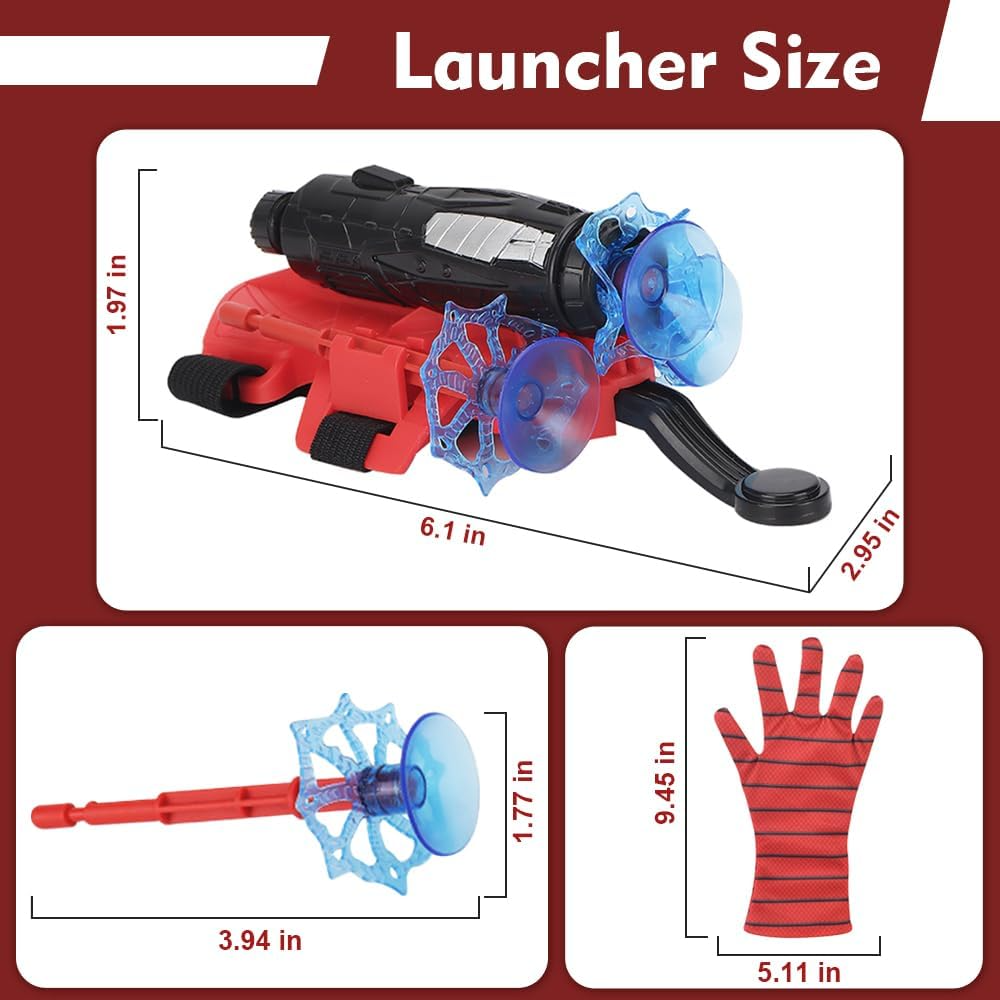 Launcher Size
1.97 in
6.1 in
2.95 in
3.94 in
1.77 in
9.45 in
5.11 in